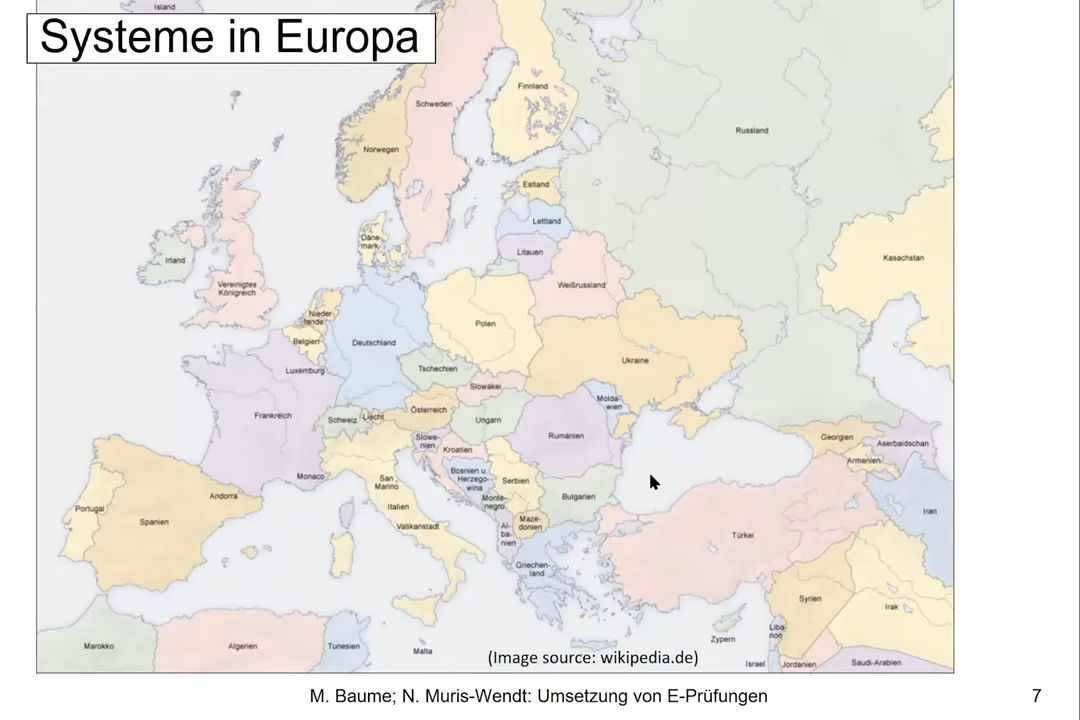 Island
Systeme in Europa
Finnland
Schweden
Russland
Norwegen
Estland
Lettland
Däne-
mark
Litauen
Irland
Kasachstan
Vereinigtes
Königreich
Weißrussland
Nieder-
lande
Polen
Belgien
Deutschland
Ukraine
Luxemburg
Tschechien
Slowakei
Molda-
wien
Frankreich
Schweiz
Liecht
Österreich
Ungarn
Rumänien
Slowe-
nien
Kroatien
Georgien
Aserbaidschan
Armenien
Monaco
San
Marino
Bosnien u.
Herzego-
wina
Serbien
Andorra
Monte-
negro
Bulgarien
Portugal
Spanien
Italien
Vatikanstadt
Al-
ba-
nien
Maze-
donien
Iran
Türkei
Griechen-
land
Syrien
Irak
Marokko
Algerien
Tunesien
Malta
Zypern
Liba
non
Israel
Jordanien
Saudi-Arabien
(Image source: wikipedia.de)
M. Baume; N. Muris-Wendt: Umsetzung von E-Prüfungen
7